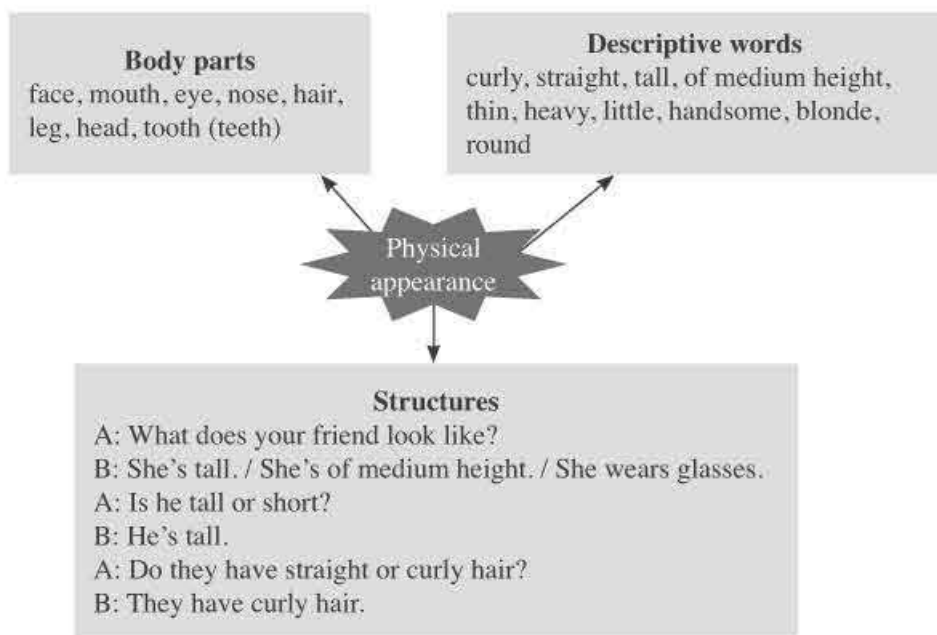 Body parts
face, mouth, eye, nose, hair,
leg, head, tooth (teeth)
Descriptive words
curly, straight, tall, of medium height,
thin, heavy, little, handsome, blonde,
round
Physical
appearance
Structures
A: What does your friend look like?
B: She's tall. / She's of medium height. / She wears glasses.
A: Is he tall or short?
B: He's tall.
A: Do they have straight or curly hair?
B: They have curly hair.